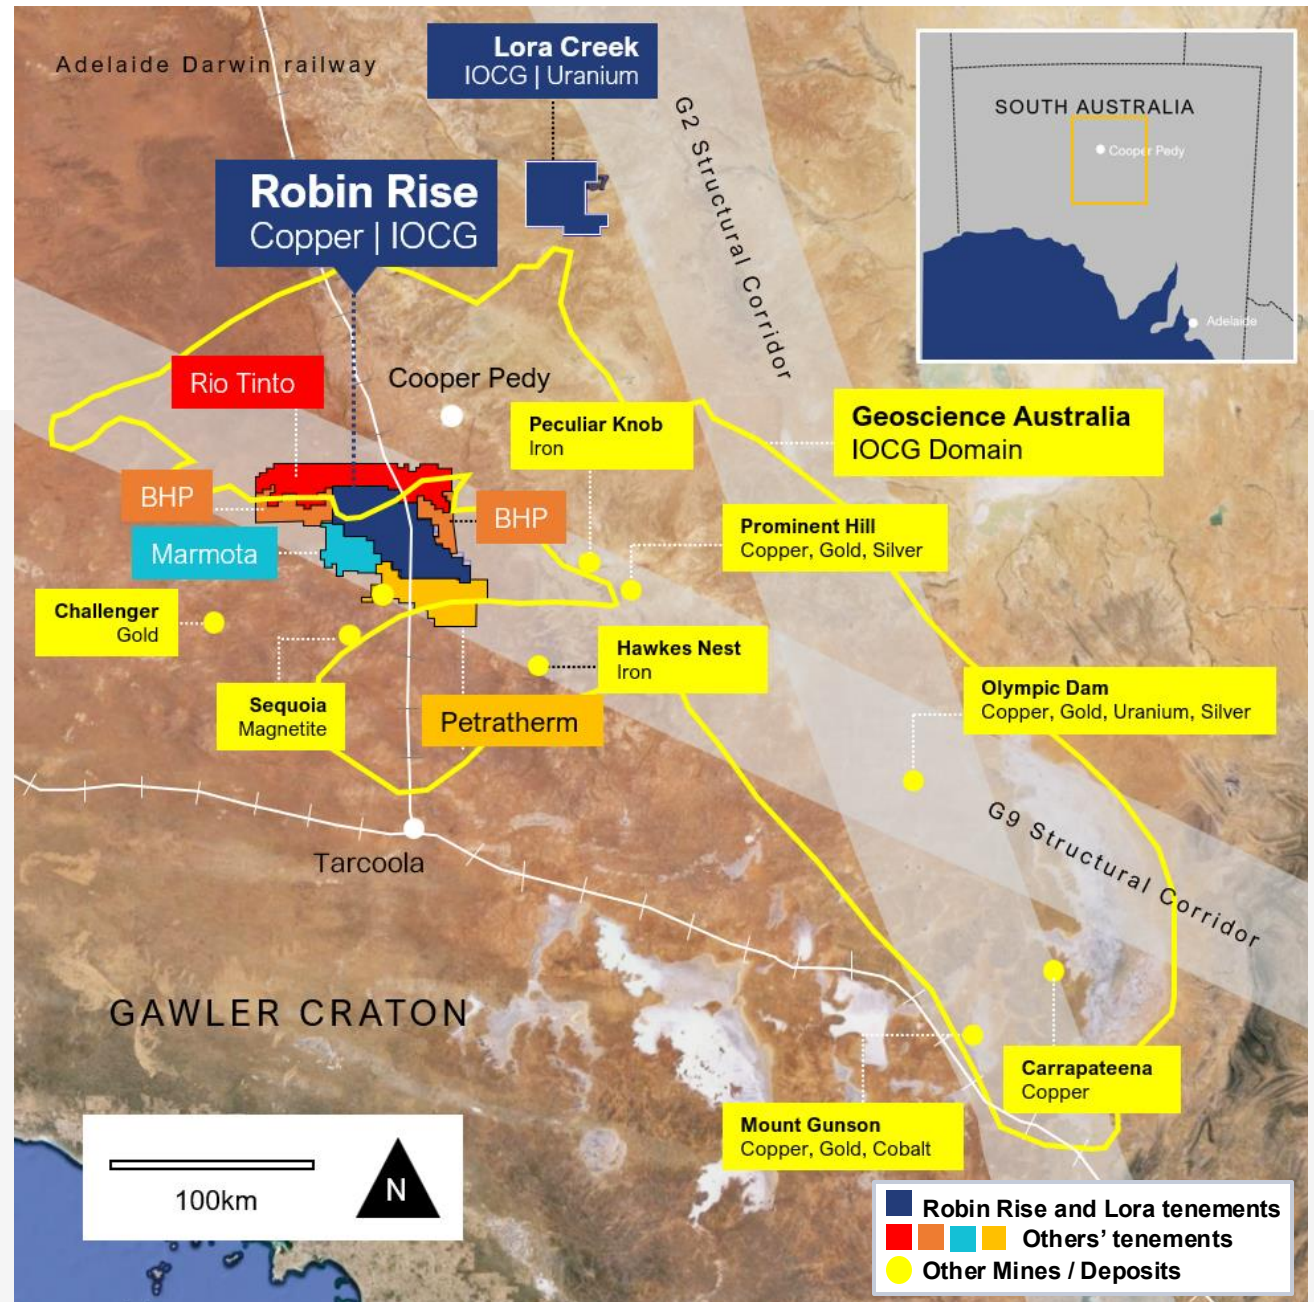 Adelaide Darwin railway
Lora Creek
IOCG | Uranium
G2 Structural Corridor
SOUTH AUSTRALIA
Cooper Pedy
Adelaide
Robin Rise
Copper | IOCG
Rio Tinto
Cooper Pedy
Peculiar Knob
Iron
Geoscience Australia
IOCG Domain
BHP
BHP
Prominent Hill
Copper, Gold, Silver
Marmota
Challenger
Gold
Hawkes Nest
Iron
Olympic Dam
Copper, Gold, Uranium, Silver
Sequoia
Magnetite
Petratherm
G9 Structural Corridor
Tarcoola
GAWLER CRATON
Carrapateena
Copper
Mount Gunson
Copper, Gold, Cobalt
100km
N
Robin Rise and Lora tenements
Others' tenements
Other Mines / Deposits